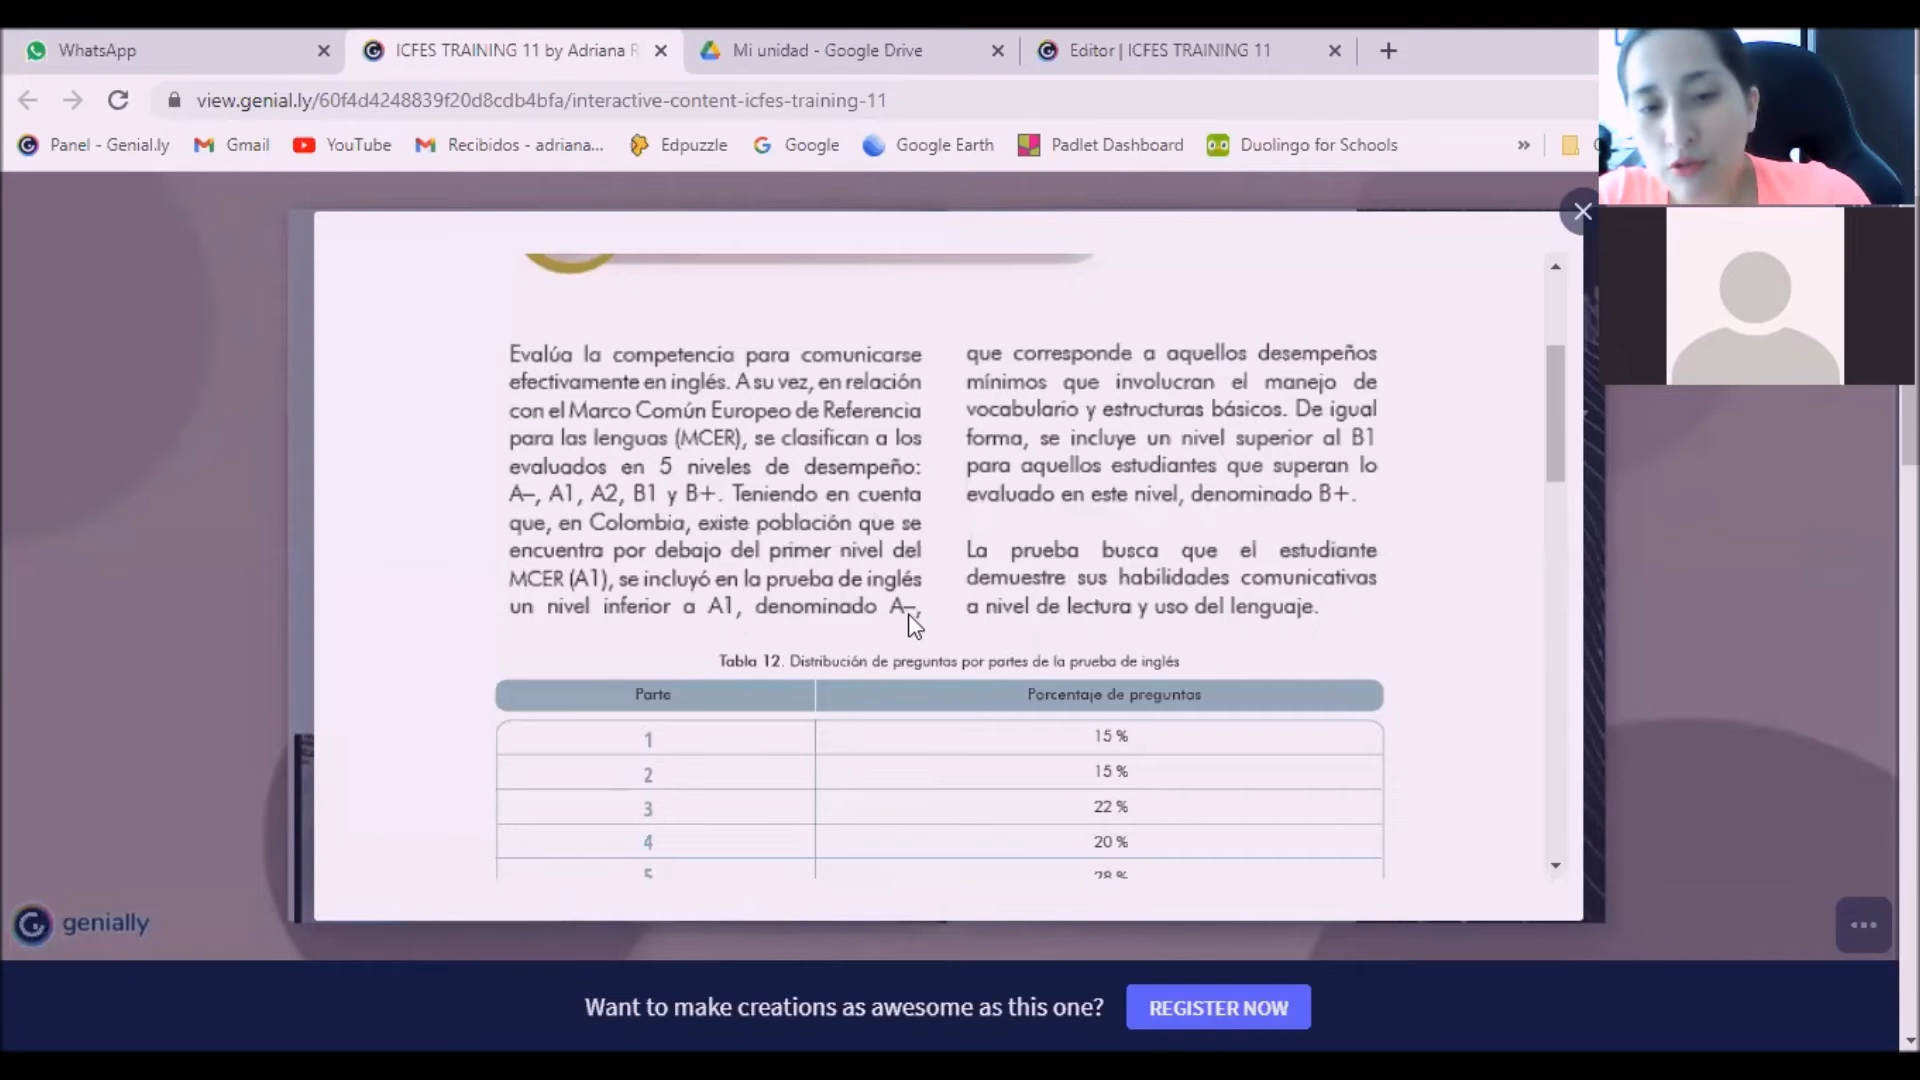 WhatsApp
ICFES TRAINING 11 by Adriana R
Mi unidad - Google Drive
Editor | ICFES TRAINING 11
view.genial.ly/60f4d4248839f20d8cdb4bfa/interactive-content-icfes-training-11
Panel - Genial.ly
Gmail
YouTube
Recibidos - adriana...
Edpuzzle
Google
Google Earth
Padlet Dashboard
Duolingo for Schools
»
Evalúa la competencia para comunicarse
efectivamente en inglés. A su vez, en relación
con el Marco Común Europeo de Referencia
para las lenguas (MCER), se clasifican a los
evaluados en 5 niveles de desempeño:
A–, A1, A2, B1 y B+. Teniendo en cuenta
que, en Colombia, existe población que se
encuentra por debajo del primer nivel del
MCER (A1), se incluyó en la prueba de inglés
un nivel inferior a A1, denominado A–,
que corresponde a aquellos desempeños
mínimos que involucran el manejo de
vocabulario y estructuras básicos. De igual
forma, se incluye un nivel superior al B1
para aquellos estudiantes que superan lo
evaluado en este nivel, denominado B+.
La prueba busca que el estudiante
demuestre sus habilidades comunicativas
a nivel de lectura y uso del lenguaje.
Tabla 12. Distribución de preguntas por partes de la prueba de inglés
Parte Porcentaje de preguntas
1 15 %
2 15 %
3 22 %
4 20 %
5 28 %
genially
Want to make creations as awesome as this one?
REGISTER NOW